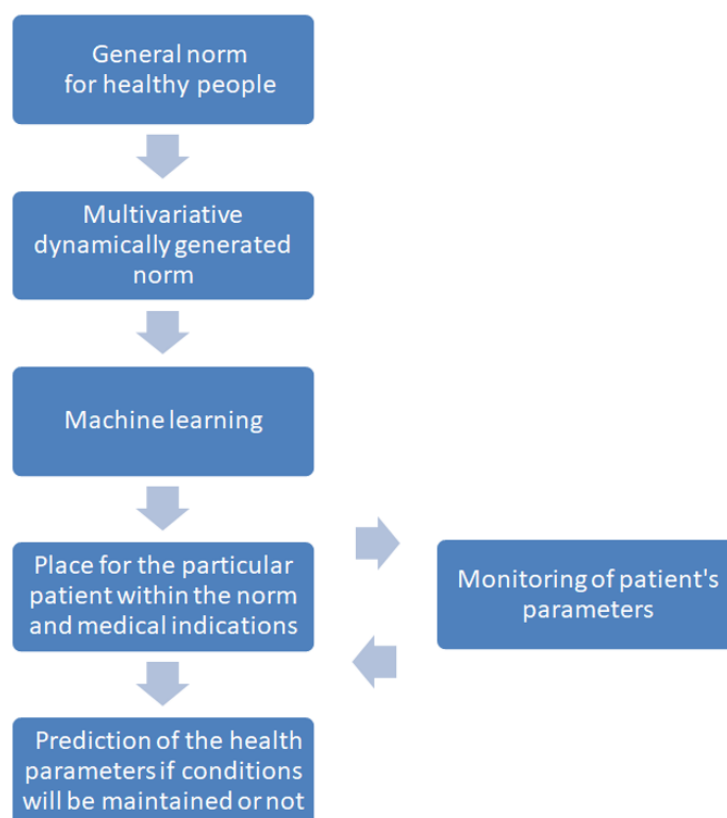 General norm
for healthy people
Multivariative
dynamically generated
norm
Machine learning
Place for the particular
patient within the norm
and medical indications
Monitoring of patient's
parameters
Prediction of the health
parameters if conditions
will be maintained or not